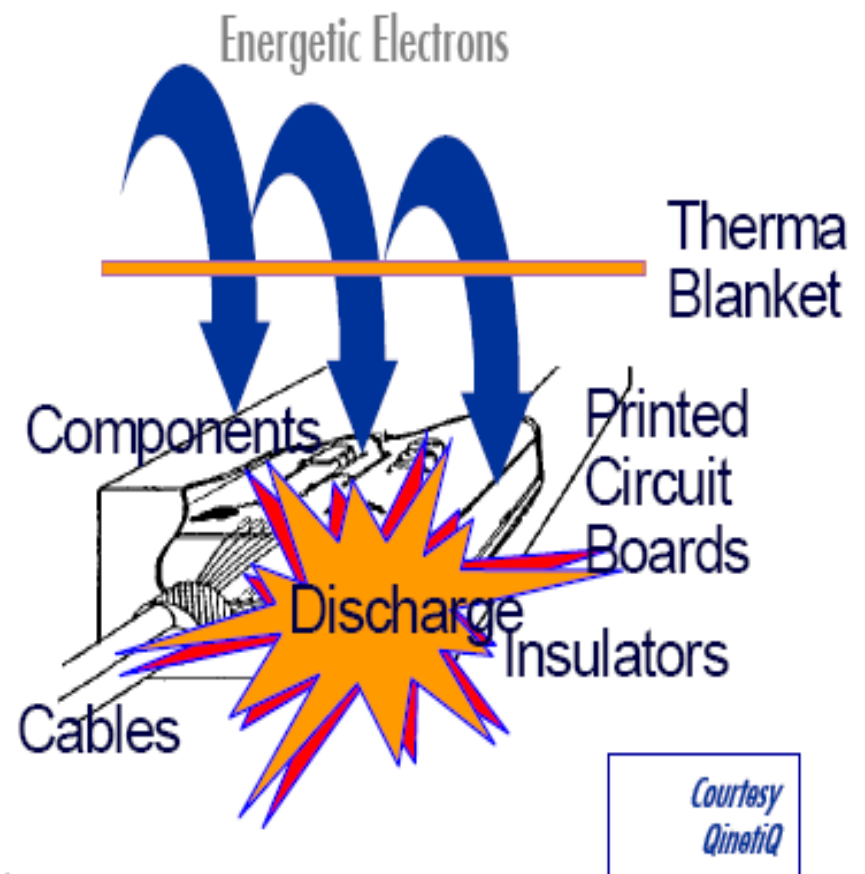 Energetic Electrons
Therma
Blanket
Components
Printed
Circuit
Boards
Discharge
Insulators
Cables
Courtesy
QinetiQ